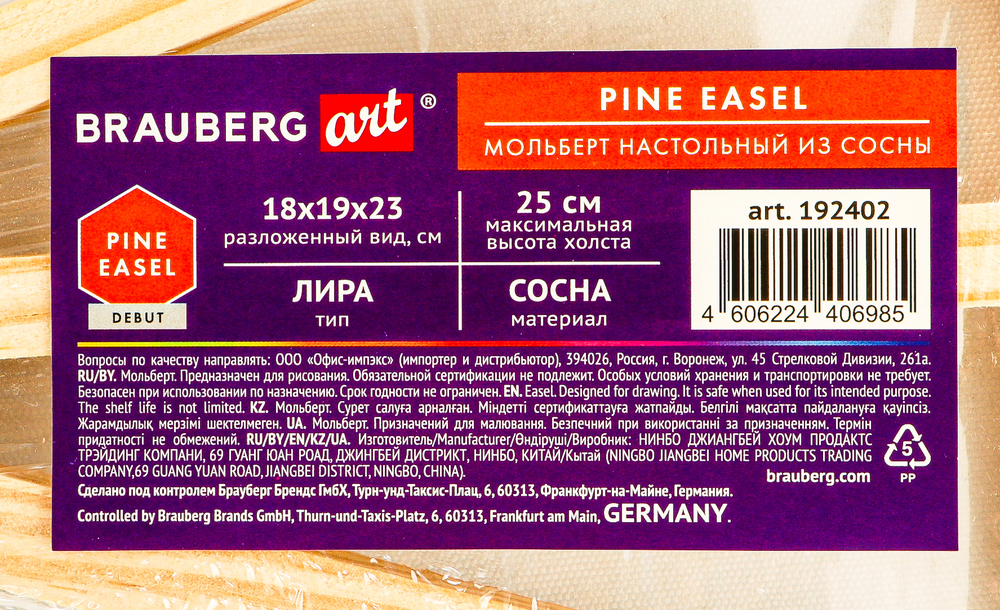 BRAUBERG art ®
PINE EASEL
МОЛЬБЕРТ НАСТОЛЬНЫЙ ИЗ СОСНЫ
PINE
EASEL
DEBUT
18х19х23
разложенный вид, см
25 см
максимальная
высота холста
ЛИРА
тип
СОСНА
материал
art. 192402
4 606224 406985
Вопросы по качеству направлять: ООО «Офис-импэкс» (импортер и дистрибьютор), 394026, Россия, г. Воронеж, ул. 45 Стрелковой Дивизии, 261а.
RU/BY. Мольберт. Предназначен для рисования. Обязательной сертификации не подлежит. Особых условий хранения и транспортировки не требует.
Безопасен при использовании по назначению. Срок годности не ограничен. EN. Easel. Designed for drawing. It is safe when used for its intended purpose.
The shelf life is not limited. KZ. Мольберт. Сурет салуға арналған. Міндетті сертификаттауға жатпайды. Белгілі мақсатта пайдалануға қауіпсіз.
Жарамдылық мерзімі шектелмеген. UA. Мольберт. Призначений для малювання. Безпечний при використанні за призначенням. Термін
придатності не обмежений. RU/BY/EN/KZ/UA. Изготовитель/Manufacturer/Өндіруші/Виробник: НИНБО ДЖИАНГБЕЙ ХОУМ ПРОДАКТС
ТРЭЙДИНГ КОМПАНИ, 69 ГУАНГ ЮАН РОАД, ДЖИНГБЕЙ ДИСТРИКТ, НИНБО, КИТАЙ/Кытай (NINGBO JIANGBEI HOME PRODUCTS TRADING
COMPANY,69 GUANG YUAN ROAD, JIANGBEI DISTRICT, NINGBO, CHINA).
brauberg.com
5
PP
Сделано под контролем Брауберг Брендс ГмбХ, Турн-унд-Таксис-Плац, 6, 60313, Франкфурт-на-Майне, Германия.
Controlled by Brauberg Brands GmbH, Thurn-und-Taxis-Platz, 6, 60313, Frankfurt am Main, GERMANY.